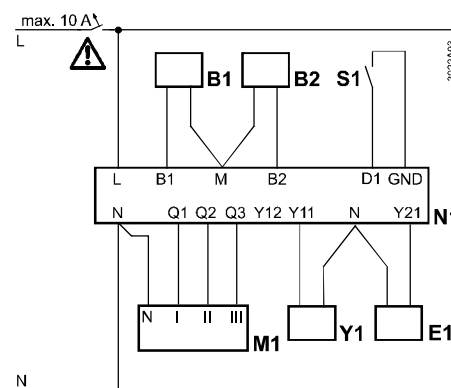 max. 10 A
L
B1 B2 S1
L B1 M B2 D1 GND
N Q1 Q2 Q3 Y12 Y11 N Y21
N1
N I II III
M1 Y1 E1
N